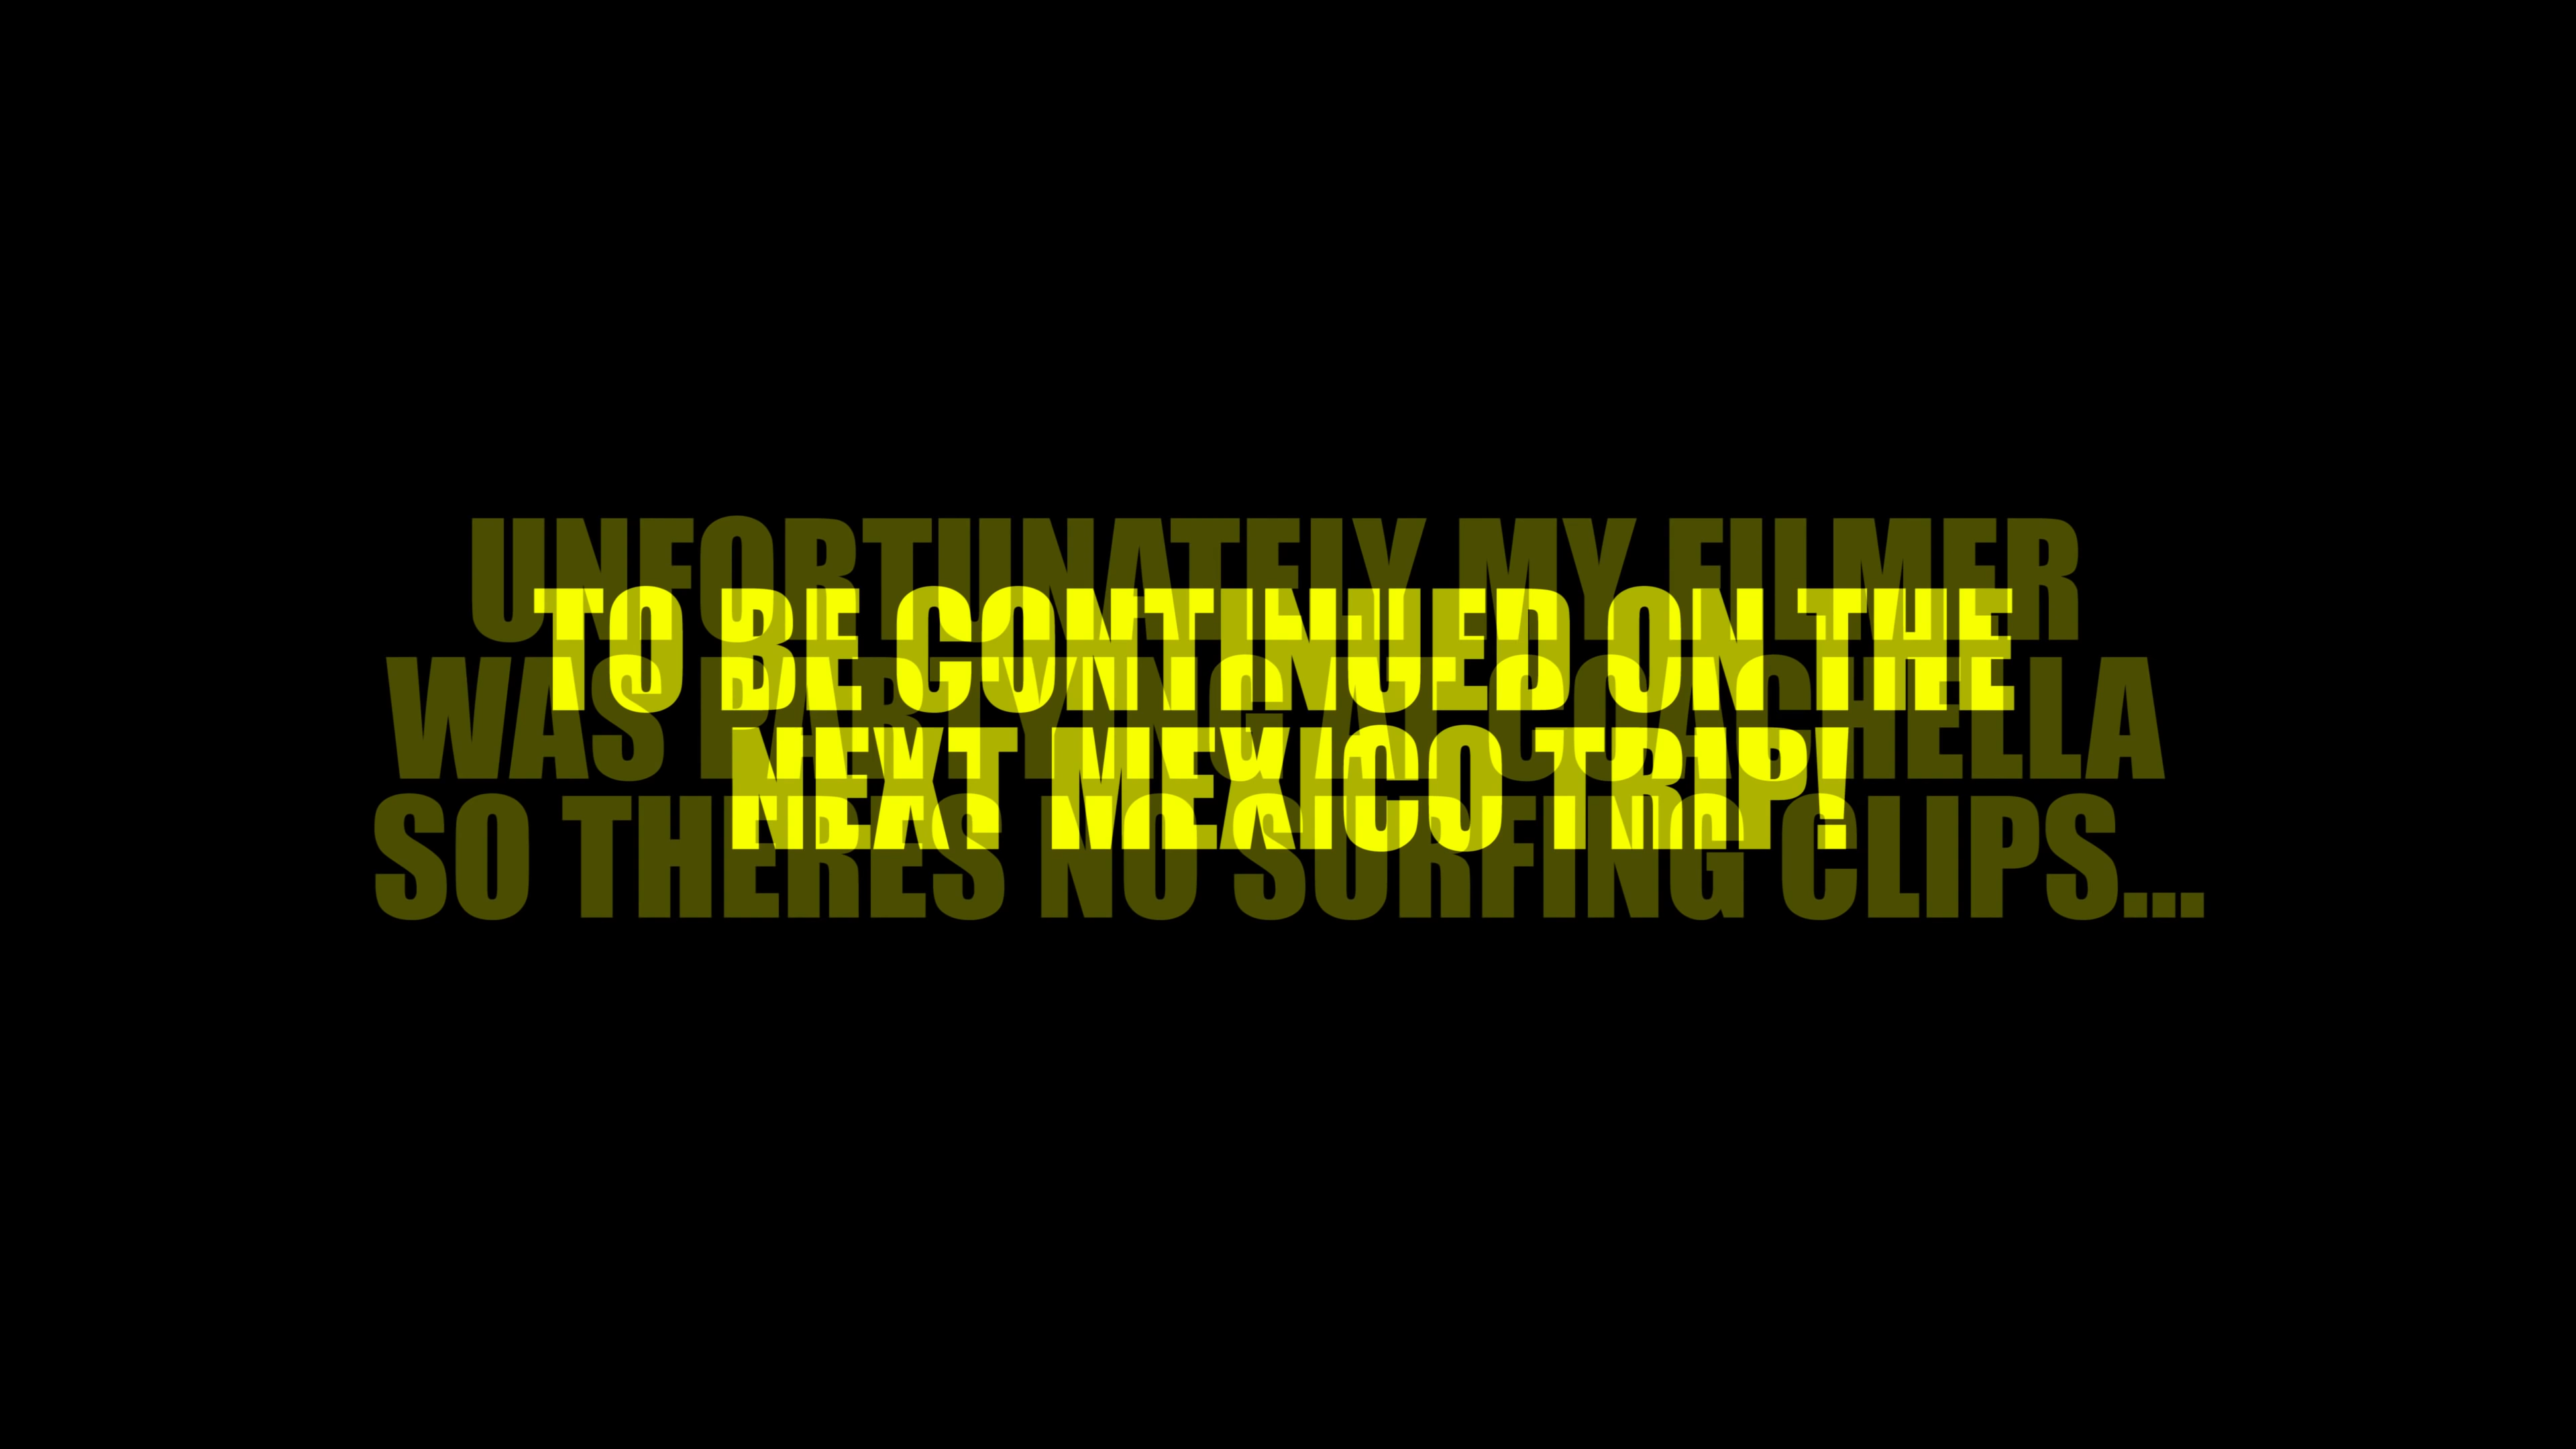 UNFORTUNATELY MY FILMER
WAS PARTYING AT COACHELLA
SO THERES NO SURFING CLIPS...
TO BE CONTINUED ON THE
NEXT MEXICO TRIP!